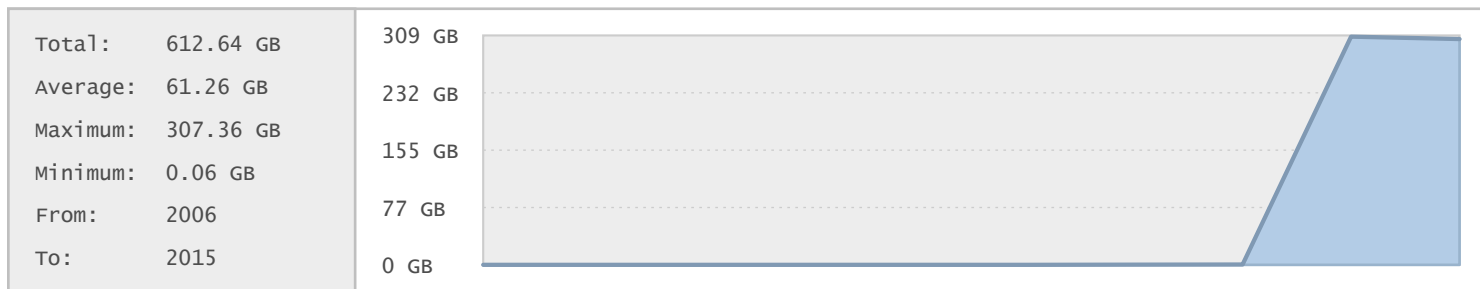 Total: 612.64 GB
Average: 61.26 GB
Maximum: 307.36 GB
Minimum: 0.06 GB
From: 2006
To: 2015
309 GB
232 GB
155 GB
77 GB
0 GB